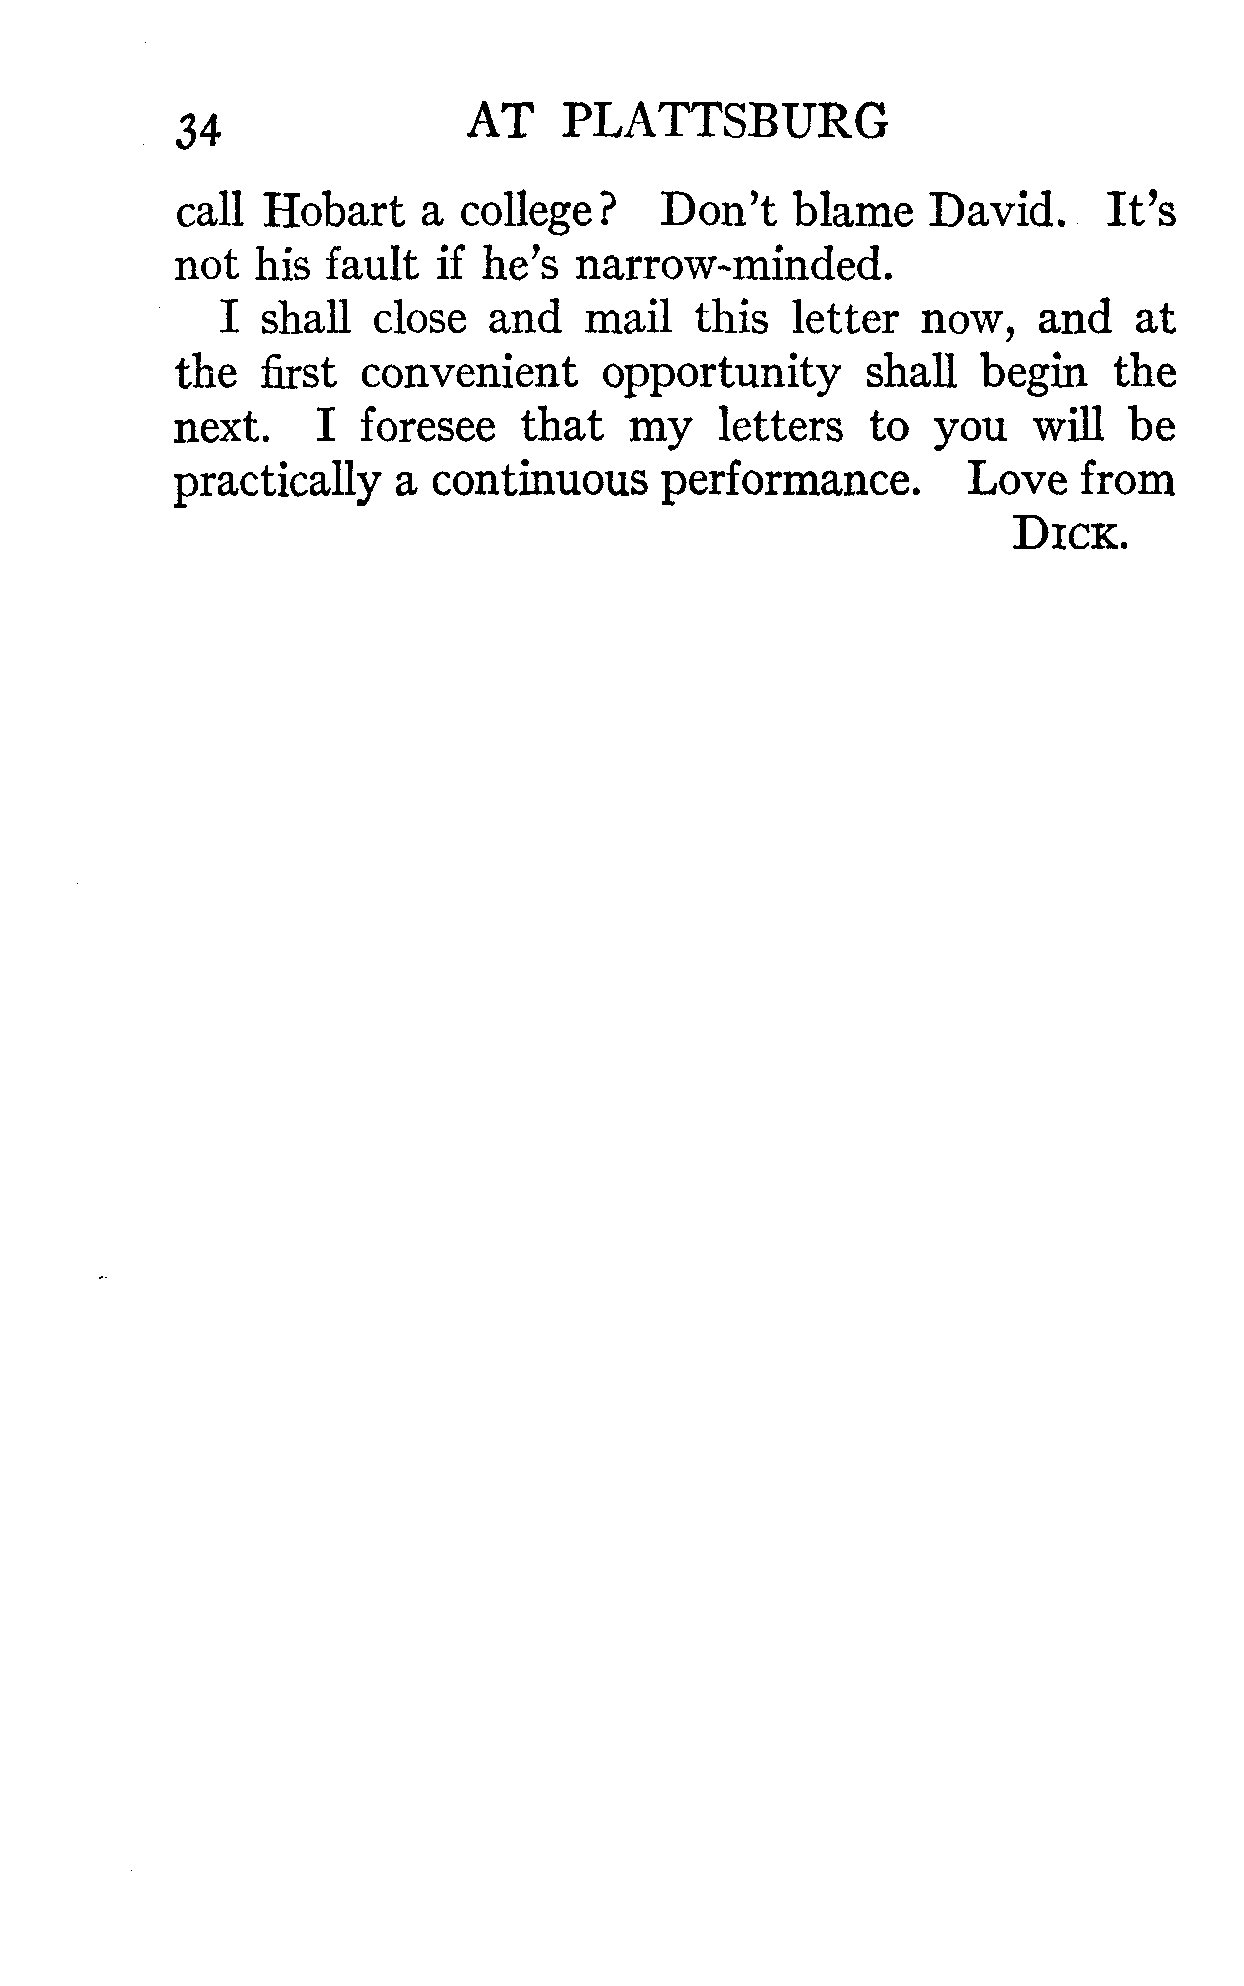 34 AT PLATTSBURG
call Hobart a college? Don't blame David. It's
not his fault if he's narrow-minded.
I shall close and mail this letter now, and at
the first convenient opportunity shall begin the
next. I foresee that my letters to you will be
practically a continuous performance. Love from
DICK.